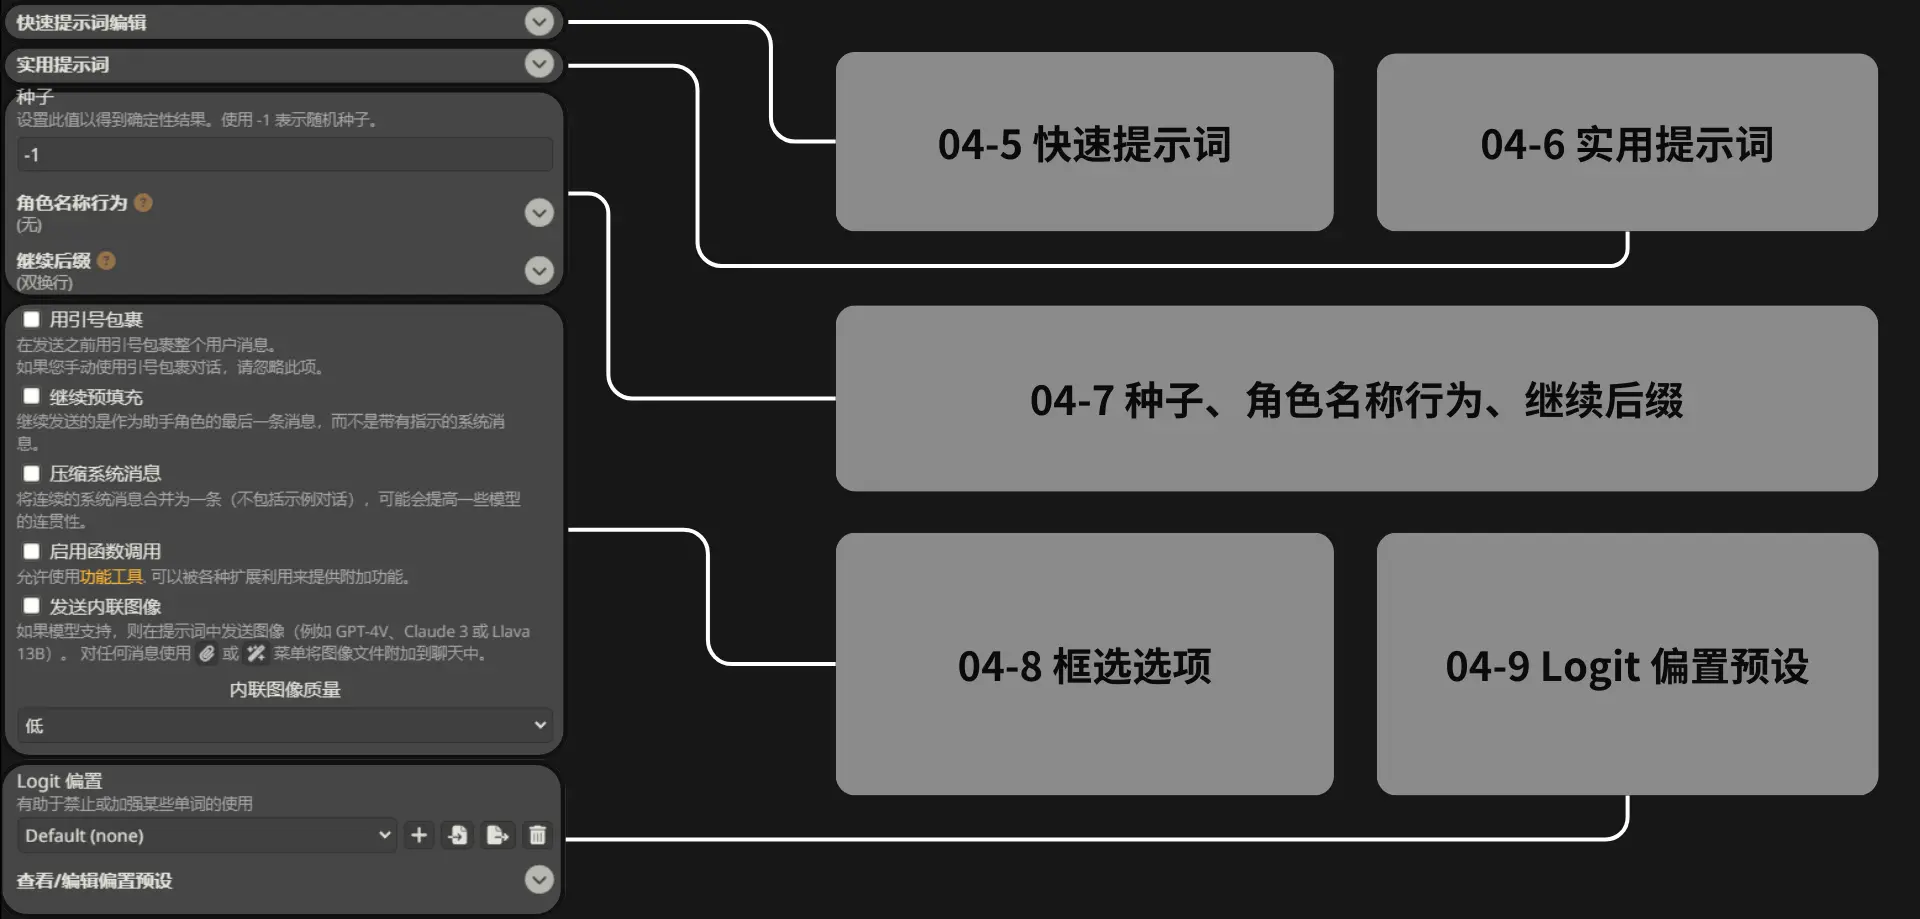 快速提示词编辑
实用提示词
种子
设置此值以得到确定性结果。使用 -1 表示随机种子。
-1
角色名称行为 ?
(无)
继续后缀 ?
(双换行)
用引号包裹
在发送之前用引号包裹整个用户消息。
如果您手动使用引号包裹对话，请忽略此项。
继续预填充
继续发送的是作为助手角色的最后一条消息，而不是带有指示的系统消
息。
压缩系统消息
将连续的系统消息合并为一条（不包括示例对话），可能会提高一些模型
的连贯性。
启用函数调用
允许使用功能工具. 可以被各种扩展利用来提供附加功能。
发送内联图像
如果模型支持，则在提示词中发送图像（例如 GPT-4V、Claude 3 或 Llava
13B）。 对任何消息使用 或 菜单将图像文件附加到聊天中。
内联图像质量
低
Logit 偏置
有助于禁止或加强某些单词的使用
Default (none)
查看/编辑偏置预设
04-5 快速提示词
04-6 实用提示词
04-7 种子、角色名称行为、继续后缀
04-8 框选选项
04-9 Logit 偏置预设